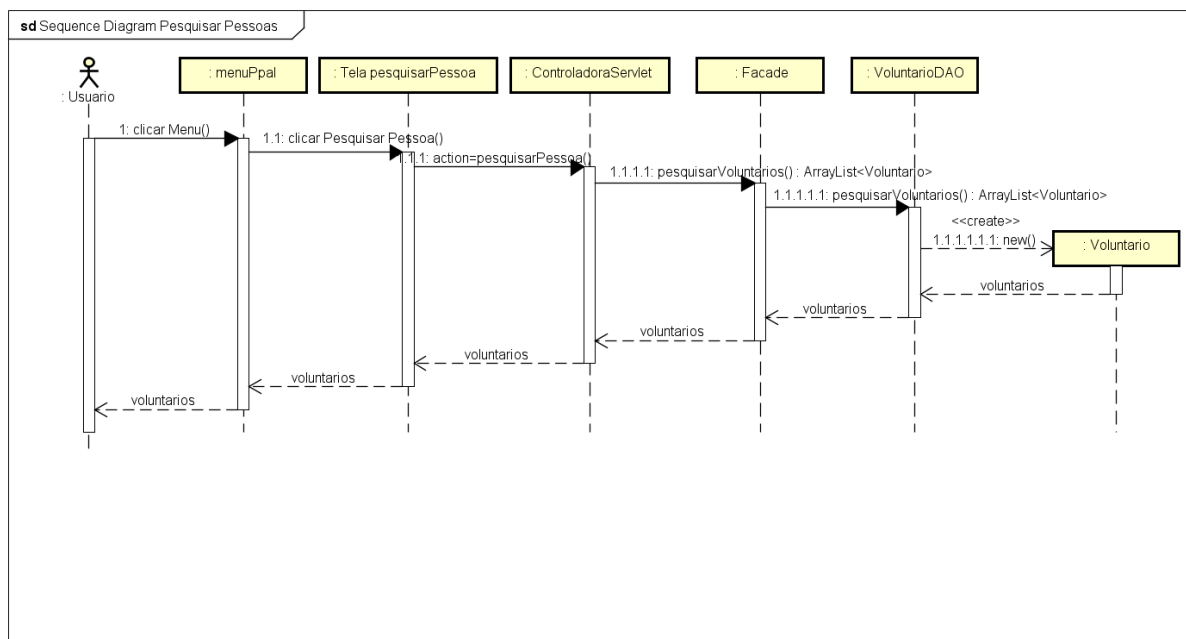 sd Sequence Diagram Pesquisar Pessoas
: Usuario
: menuPpal
: Tela pesquisarPessoa
: ControladoraServlet
: Facade
: VoluntarioDAO
1: clicar Menu()
1.1: clicar Pesquisar Pessoa()
1.1.1: action=pesquisarPessoa()
1.1.1.1: pesquisarVoluntarios() : ArrayList<Voluntario>
1.1.1.1.1: pesquisarVoluntarios() : ArrayList<Voluntario>
<<create>>
1.1.1.1.1.1: new()
: Voluntario
voluntarios
voluntarios
voluntarios
voluntarios
voluntarios
voluntarios